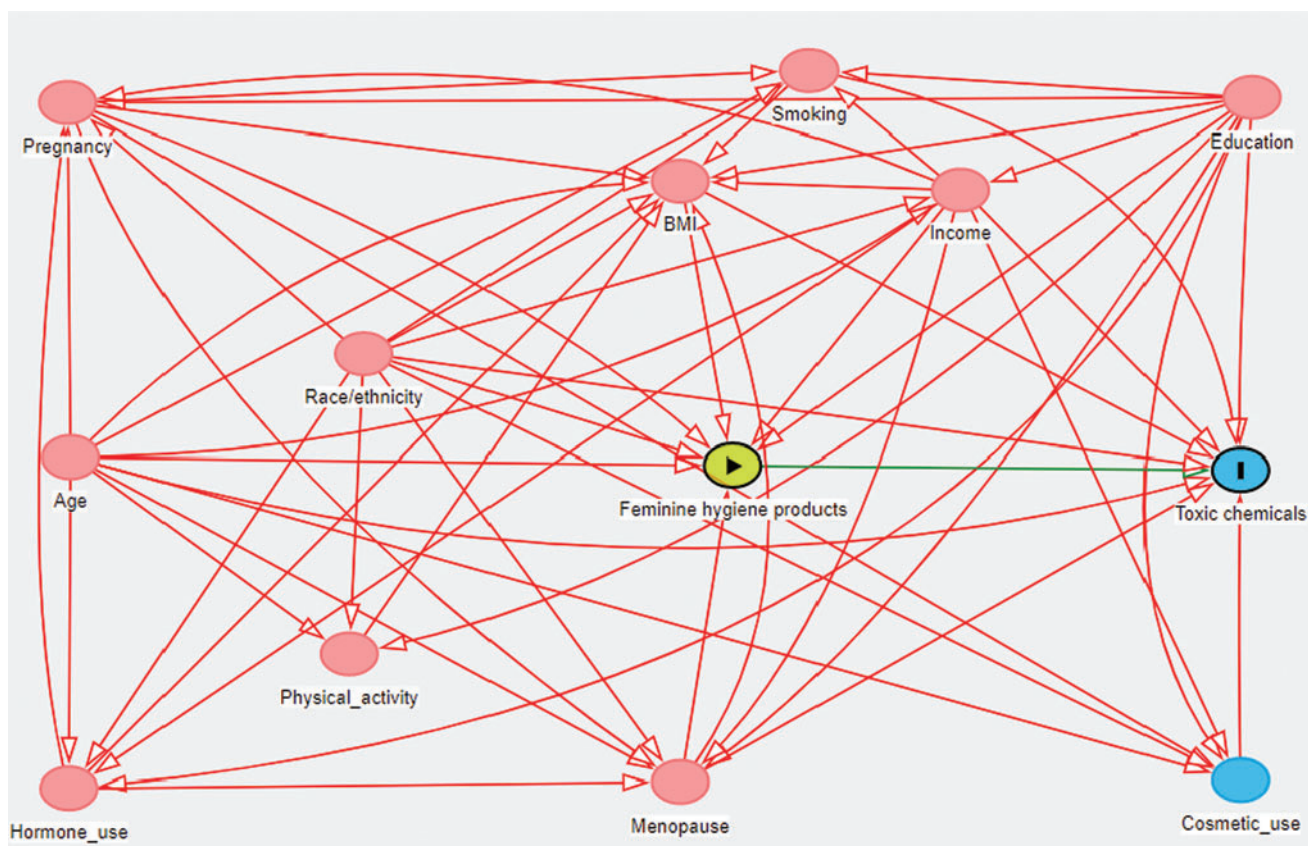 Smoking
Pregnancy
Education
BMI
Income
Race/ethnicity
Age
Feminine hygiene products
Toxic chemicals
Physical_activity
Hormone_use
Menopause
Cosmetic_use